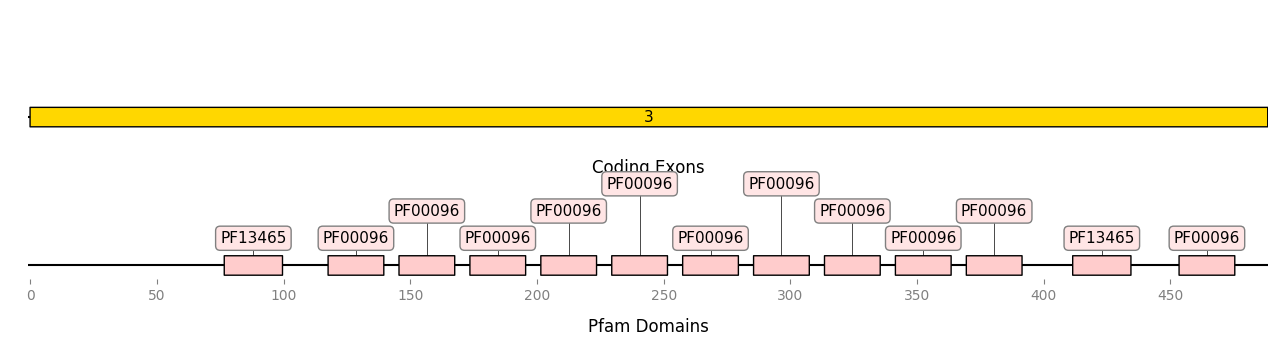 3
Coding Exons
PF00096 PF00096
PF00096 PF00096 PF00096 PF00096
PF13465 PF00096 PF00096 PF00096 PF00096 PF13465 PF00096
0 50 100 150 200 250 300 350 400 450
Pfam Domains